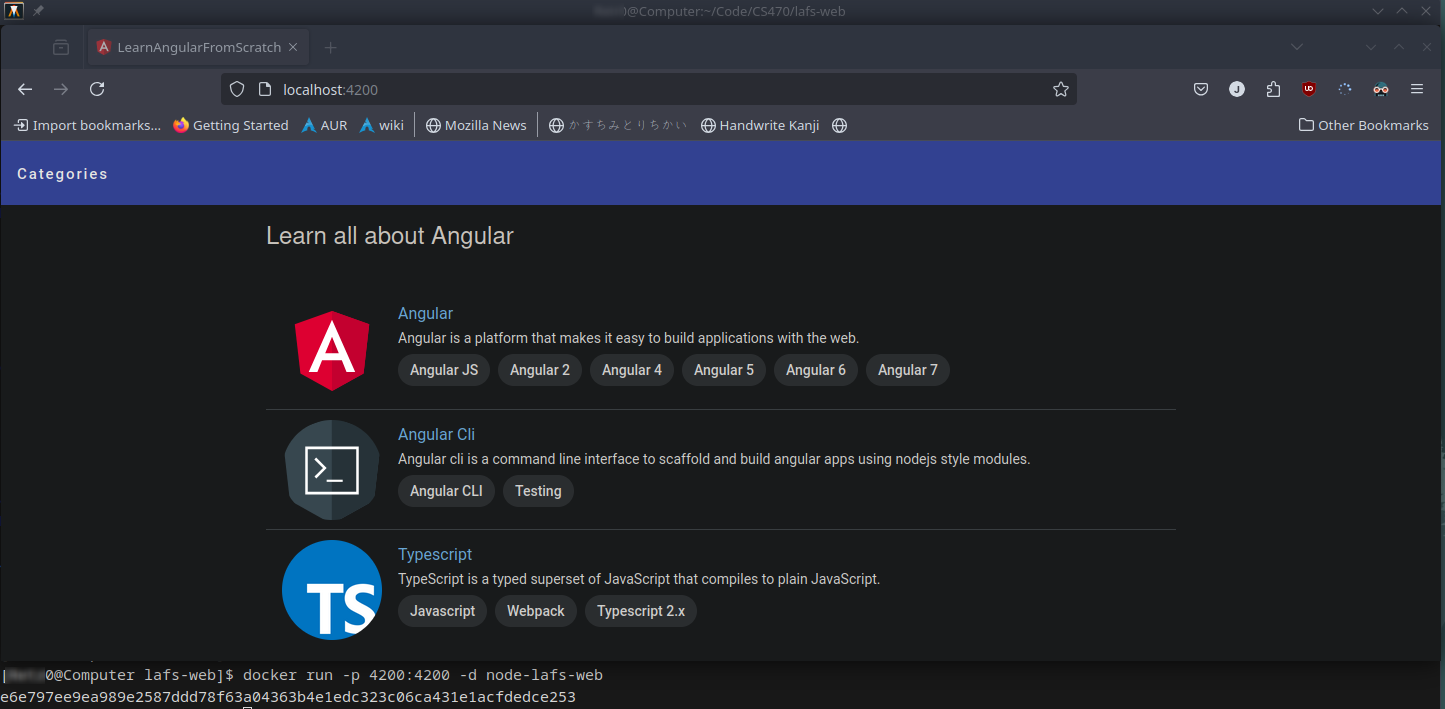 0@Computer:~/Code/CS470/lafs-web
LearnAngularFromScratch
localhost:4200
J
UD
Import bookmarks... Getting Started AUR wiki Mozilla News かすちみとりちかい Handwrite Kanji Other Bookmarks
Categories
Learn all about Angular
Angular
Angular is a platform that makes it easy to build applications with the web.
Angular JS Angular 2 Angular 4 Angular 5 Angular 6 Angular 7
Angular Cli
Angular cli is a command line interface to scaffold and build angular apps using nodejs style modules.
Angular CLI Testing
Typescript
TypeScript is a typed superset of JavaScript that compiles to plain JavaScript.
TS
Javascript Webpack Typescript 2.x
0@Computer lafs-web]$ docker run -p 4200:4200 -d node-lafs-web
e6e797ee9ea989e2587ddd78f63a04363b4e1edc323c06ca431e1acfdedce253